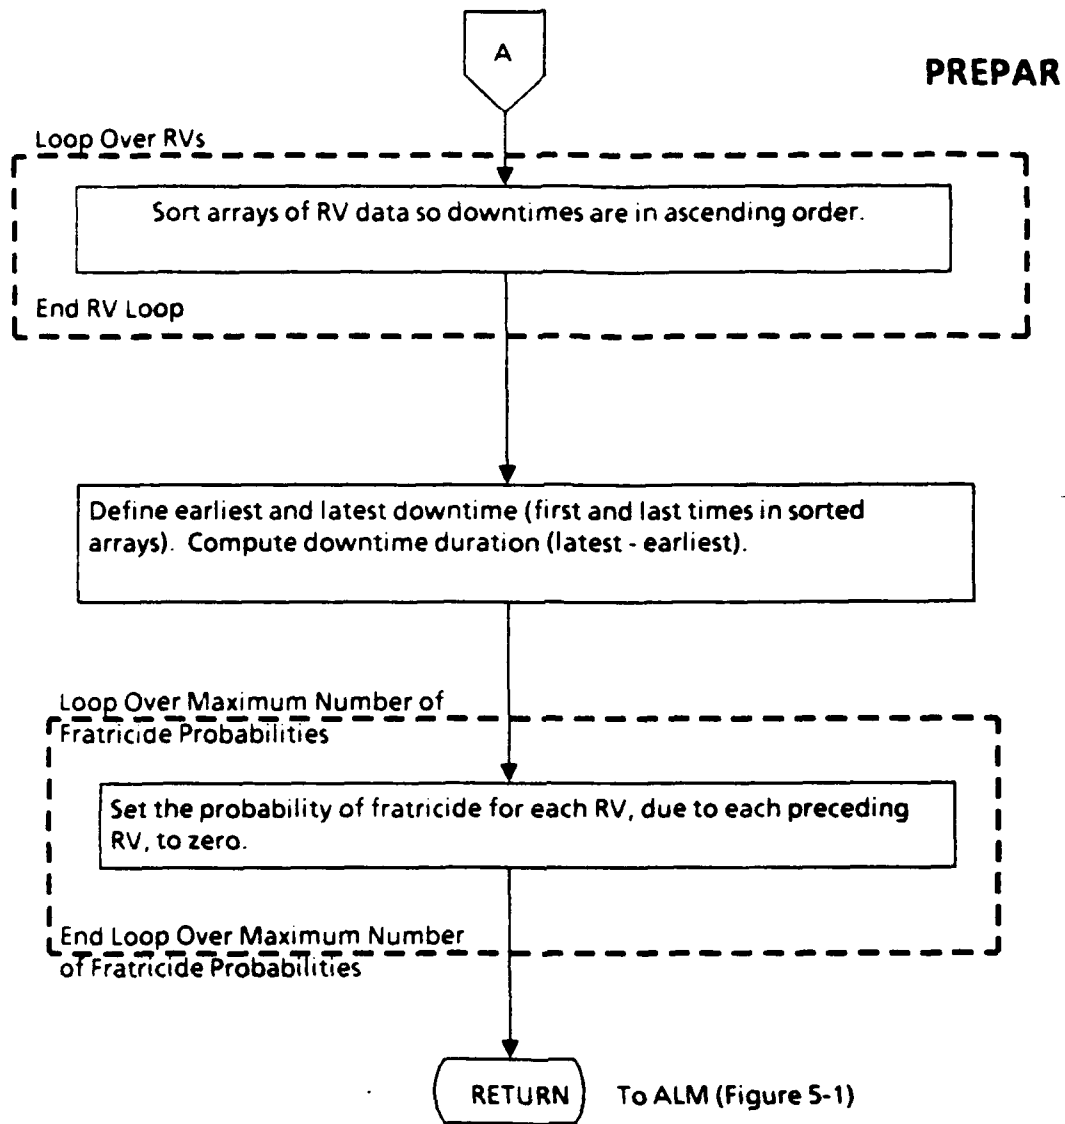 A
PREPAR
Loop Over RVs
Sort arrays of RV data so downtimes are in ascending order.
End RV Loop
Define earliest and latest downtime (first and last times in sorted
arrays). Compute downtime duration (latest - earliest).
Loop Over Maximum Number of
Fratricide Probabilities
Set the probability of fratricide for each RV, due to each preceding
RV, to zero.
End Loop Over Maximum Number
of Fratricide Probabilities
RETURN To ALM (Figure 5-1)